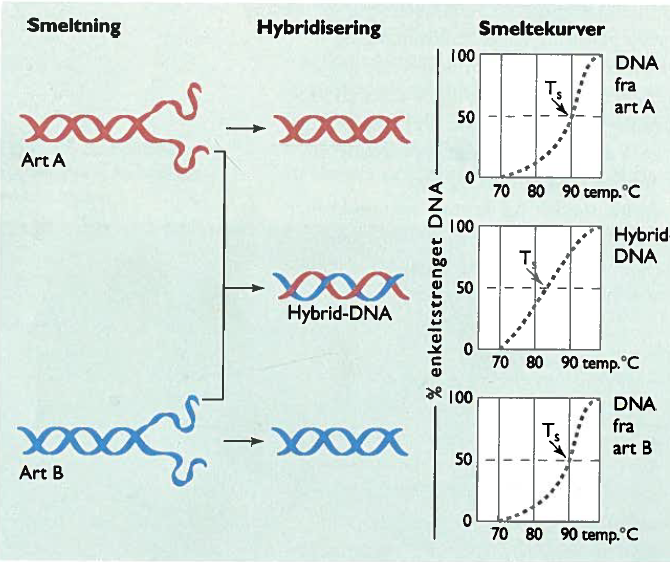 Smeltning
Hybridisering
Smeltekurver
Art A
Hybrid-DNA
Art B
% enkeltstrenget DNA
100
50
0
Ts
70 80 90 temp.°C
DNA
fra
art A
100
50
0
Ts
70 80 90 temp.°C
Hybrid-
DNA
100
50
0
Ts
70 80 90 temp.°C
DNA
fra
art B